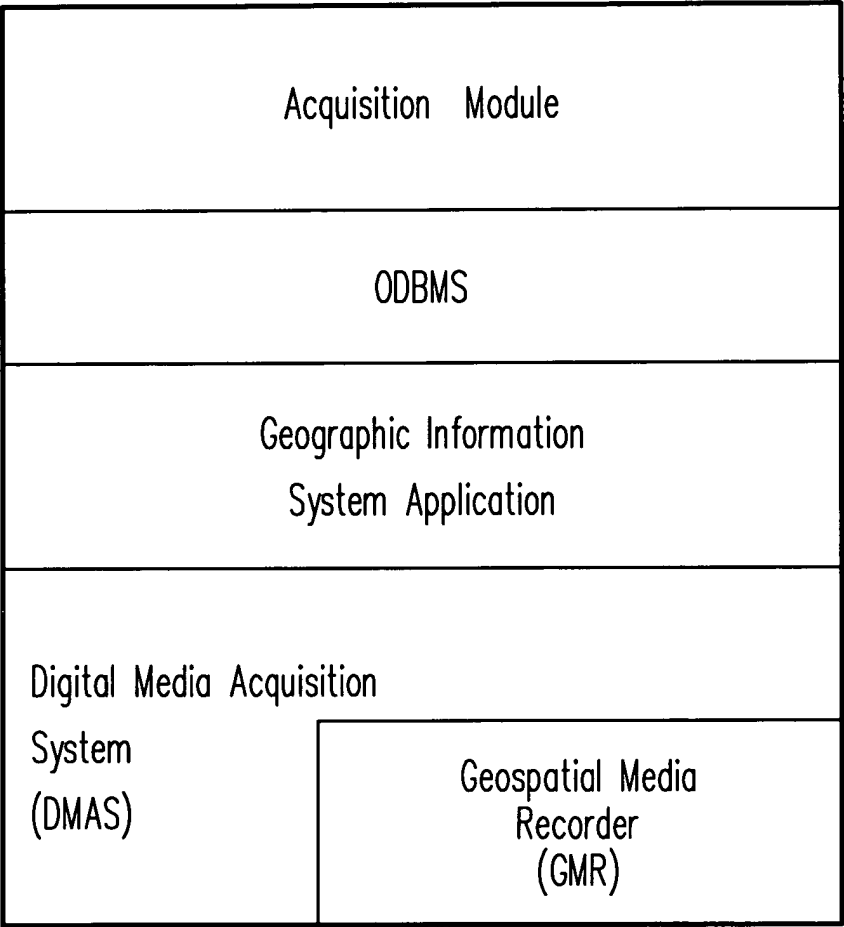 Acquisition Module
ODBMS
Geographic Information
System Application
Digital Media Acquisition
System
(DMAS)
Geospatial Media
Recorder
(GMR)